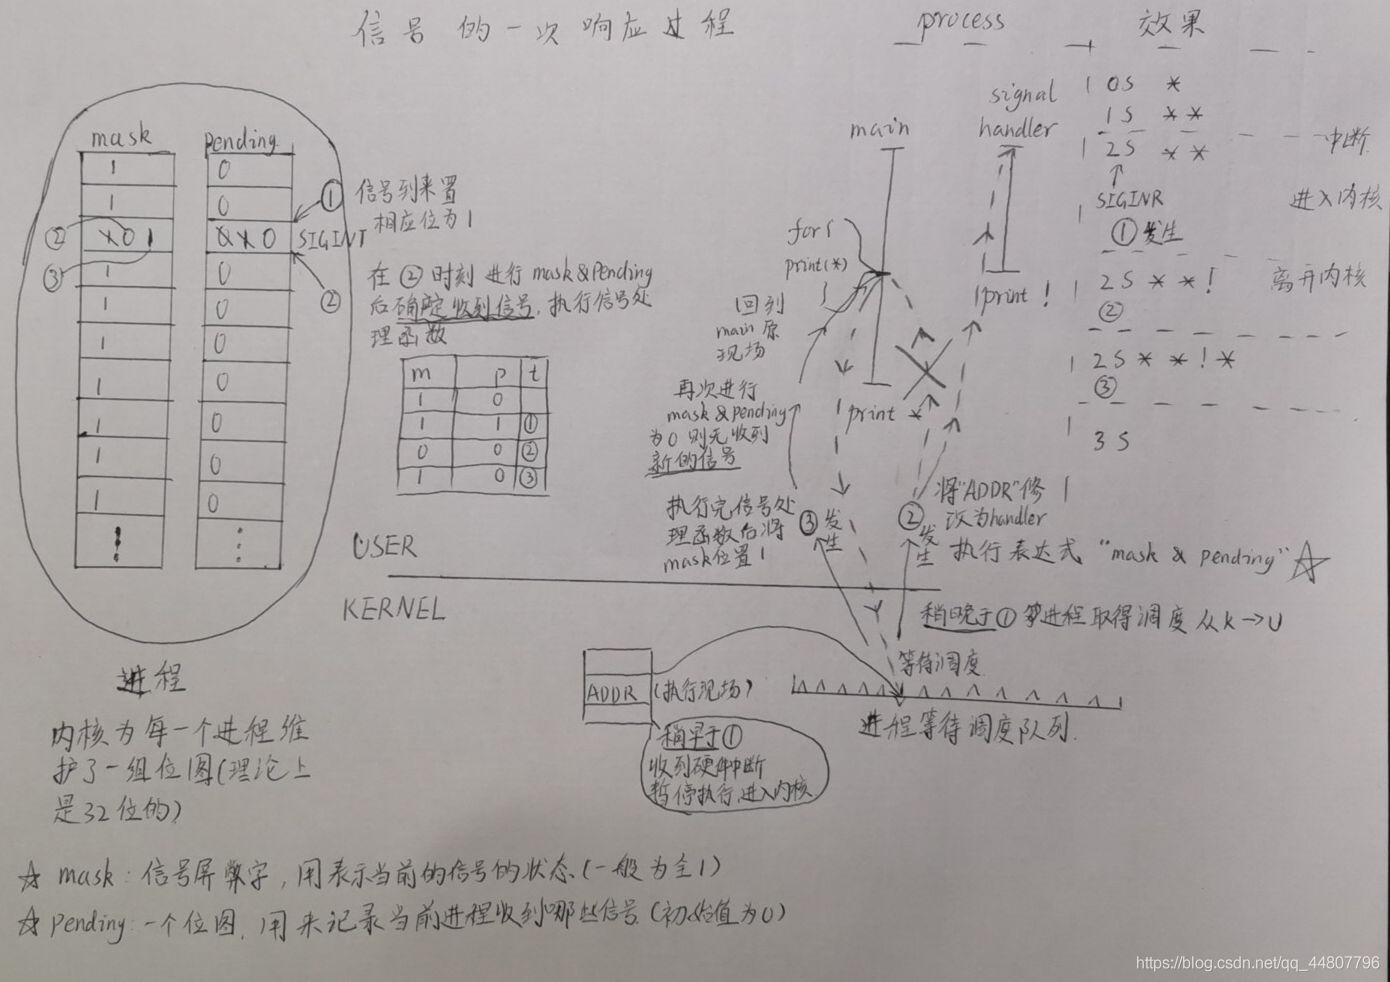 信号的一次响应过程
process
效果
mask
pending
1
0
1
0
② X 0 1
0 X 0
SIGINT
③
1
0
1
0
1
0
1
0
1
0
1
0
1
0
① 信号到来置
相应位为1
②
在②时刻 进行 mask&Pending
后确定收到信号,执行信号处
理函数
m p t
1 0
1 1 ①
0 0 ②
1 0 ③
USER
KERNEL
进程
内核为每一个进程维
护了一组位图(理论上
是32位的)
main
signal
handler
for(
print(*)
)
print !
print *
回到
main原
现场
再次进行
mask&pending
为0则无收到
新的信号
执行完信号处
理函数后将
mask位置1
③发生
②发生
将"ADDR"修
改为handler
执行表达式 "mask & pending" ☆
稍晚于① 等进程取得调度 从K→U
等待调度
进程等待调度队列.
ADDR (执行现场)
稍早于①
收到硬件中断
暂停执行,进入内核
0S *
1S **
2S ** 中断
SIGINR 进入内核
①发生
2S **! 离开内核
②
2S **!*
③
3S
☆ mask: 信号屏弊字,用表示当前的信号的状态(一般为全1)
☆ pending: 一个位图,用来记录当前进程收到哪些信号(初始值为0)
https://blog.csdn.net/qq_44807796